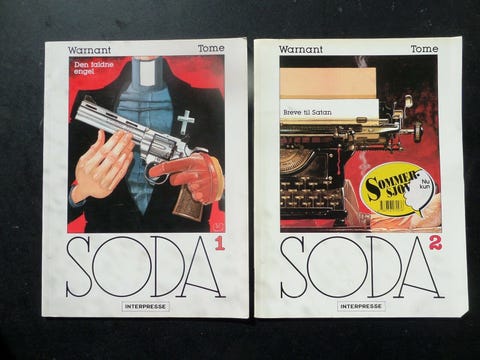 Warnant Tome
Den faldne
engel
SODA 1
INTERPRESSE
Warnant Tome
Breve til Satan
SOMMER-
SJOV
Nu
kun
SODA 2
INTERPRESSE